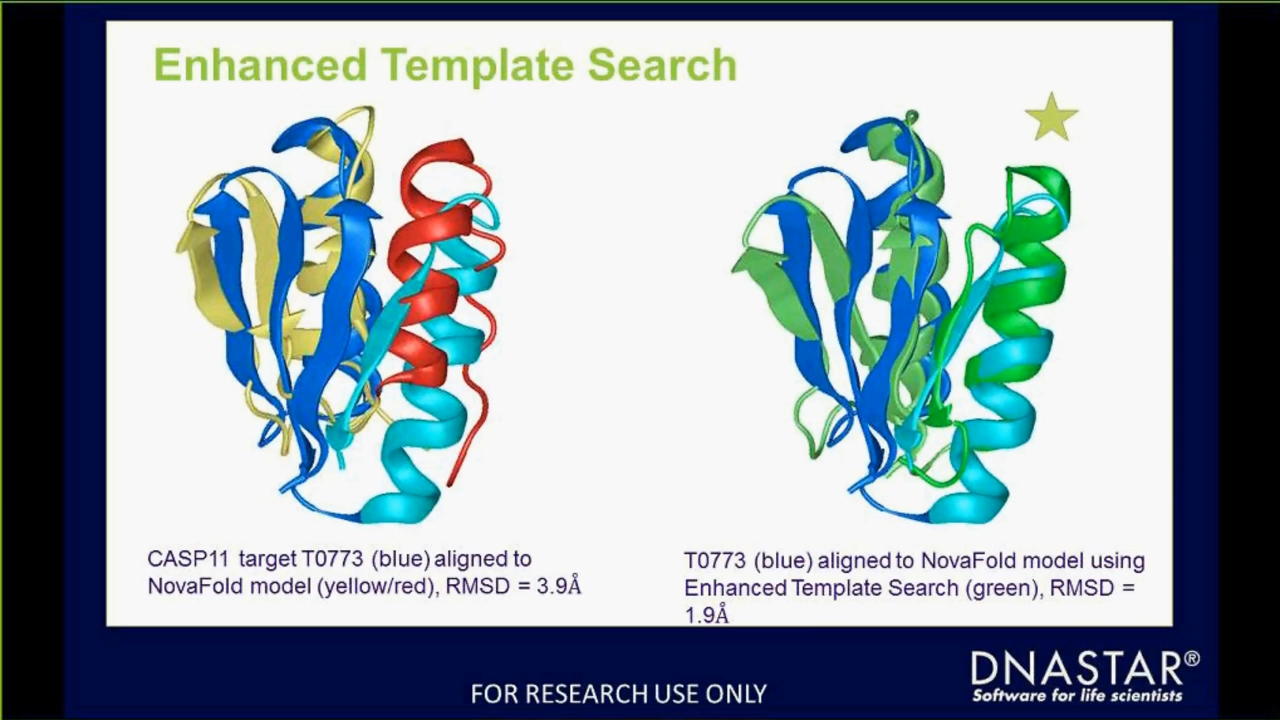 Enhanced Template Search
CASP11 target T0773 (blue) aligned to
NovaFold model (yellow/red), RMSD = 3.9Å
T0773 (blue) aligned to NovaFold model using
Enhanced Template Search (green), RMSD =
1.9Å
FOR RESEARCH USE ONLY
DNASTAR®
Software for life scientists